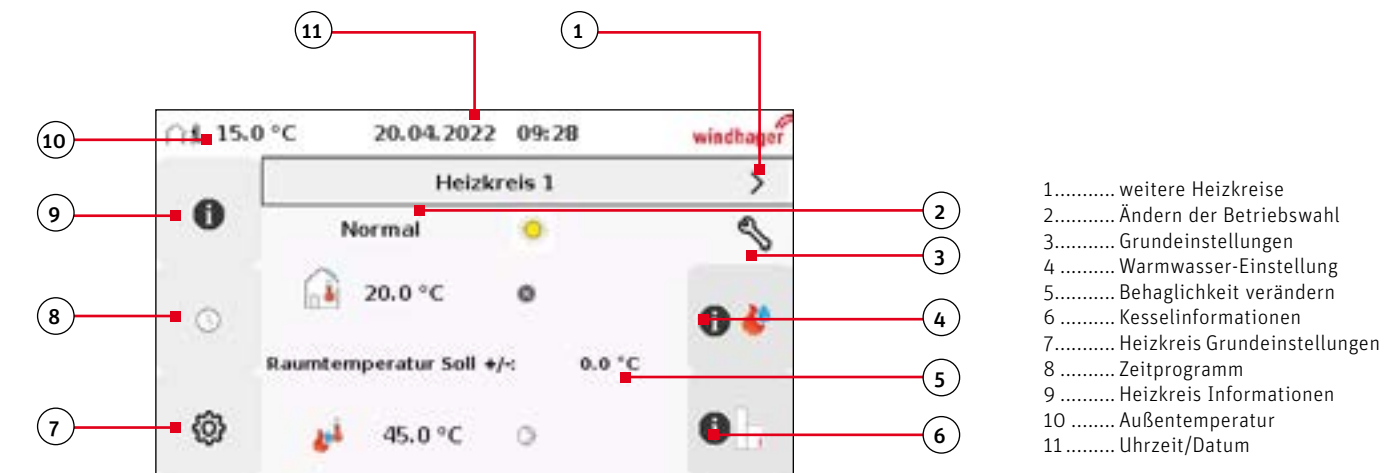 11
1
15.0 °C 20.04.2022 09:28 windhager
10
Heizkreis 1
9
2
Normal
3
20.0 °C
8
4
Raumtemperatur Soll +/-: 0.0 °C
5
7
45.0 °C
6
1.......... weitere Heizkreise
2.......... Ändern der Betriebswahl
3.......... Grundeinstellungen
4 .......... Warmwasser-Einstellung
5.......... Behaglichkeit verändern
6 .......... Kesselinformationen
7.......... Heizkreis Grundeinstellungen
8 .......... Zeitprogramm
9 .......... Heizkreis Informationen
10 ........ Außentemperatur
11 ......... Uhrzeit/Datum